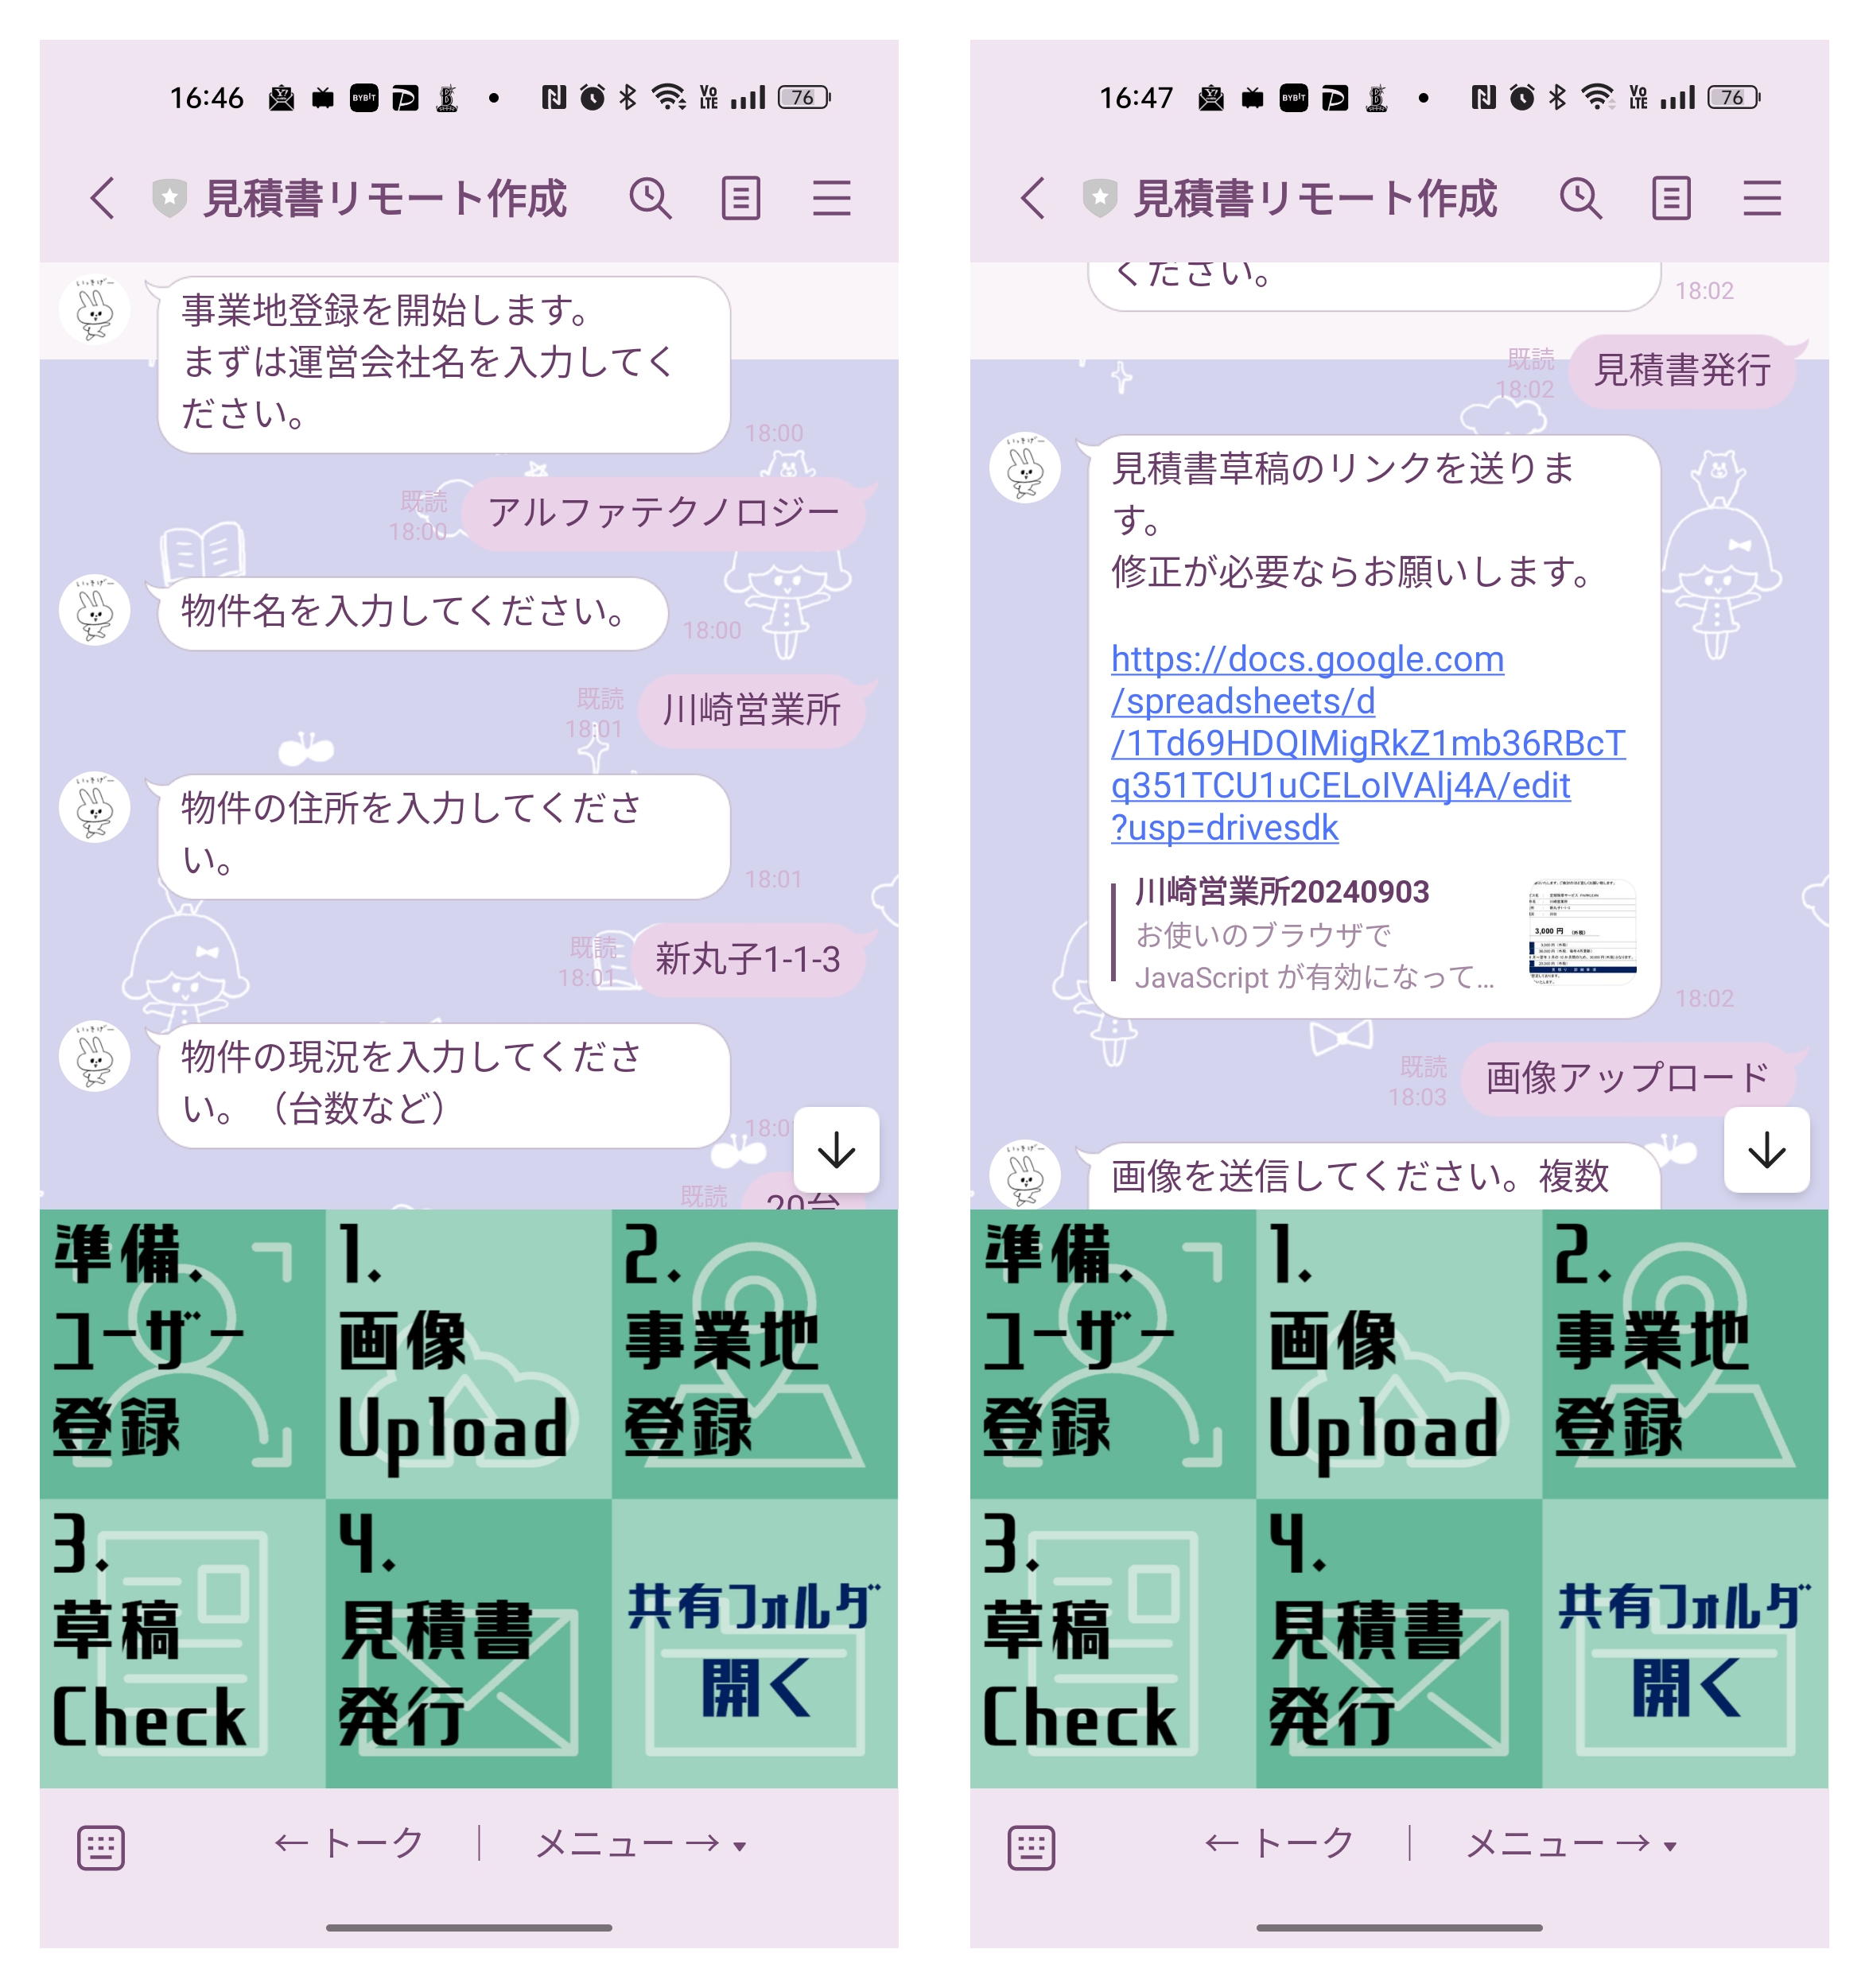 16:46
BYBIT
Vo
LTE
76
見積書リモート作成
事業地登録を開始します。
まずは運営会社名を入力してく
ださい。
18:00
既読
18:00
アルファテクノロジー
物件名を入力してください。
18:00
既読
18:01
川崎営業所
物件の住所を入力してくださ
い。
18:01
既読
18:01
新丸子1-1-3
物件の現況を入力してくださ
い。（台数など）
既読
20台
準備.
ユーザー
登録
1.
画像
Upload
2.
事業地
登録
3.
草稿
Check
4.
見積書
発行
共有フォルダ
開く
← トーク | メニュー → ▾
16:47
BYBIT
Vo
LTE
76
見積書リモート作成
ください。
18:02
既読
18:02
見積書発行
見積書草稿のリンクを送りま
す。
修正が必要ならお願いします。
https://docs.google.com
/spreadsheets/d
/1Td69HDQIMigRkZ1mb36RBcT
q351TCU1uCELoIVAlj4A/edit
?usp=drivesdk
川崎営業所20240903
お使いのブラウザで
JavaScript が有効になって...
3,000 円
18:02
既読
18:03
画像アップロード
画像を送信してください。複数
準備.
ユーザー
登録
1.
画像
Upload
2.
事業地
登録
3.
草稿
Check
4.
見積書
発行
共有フォルダ
開く
← トーク | メニュー → ▾